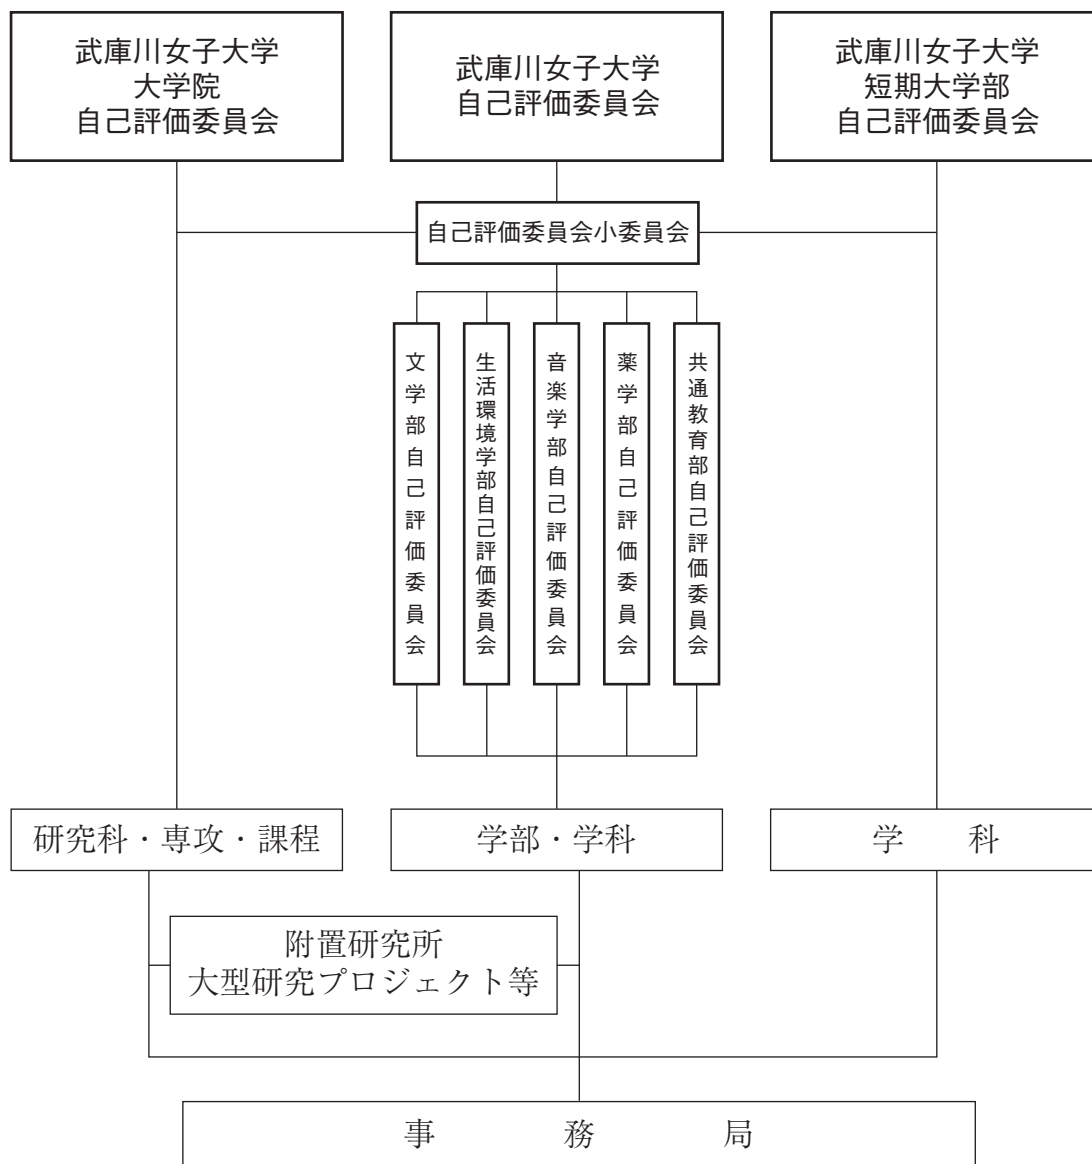 武庫川女子大学
大学院
自己評価委員会
武庫川女子大学
自己評価委員会
武庫川女子大学
短期大学部
自己評価委員会
自己評価委員会小委員会
文学部自己評価委員会
生活環境学部自己評価委員会
音楽学部自己評価委員会
薬学部自己評価委員会
共通教育部自己評価委員会
研究科・専攻・課程
学部・学科
学　科
附置研究所
大型研究プロジェクト等
事　務　局